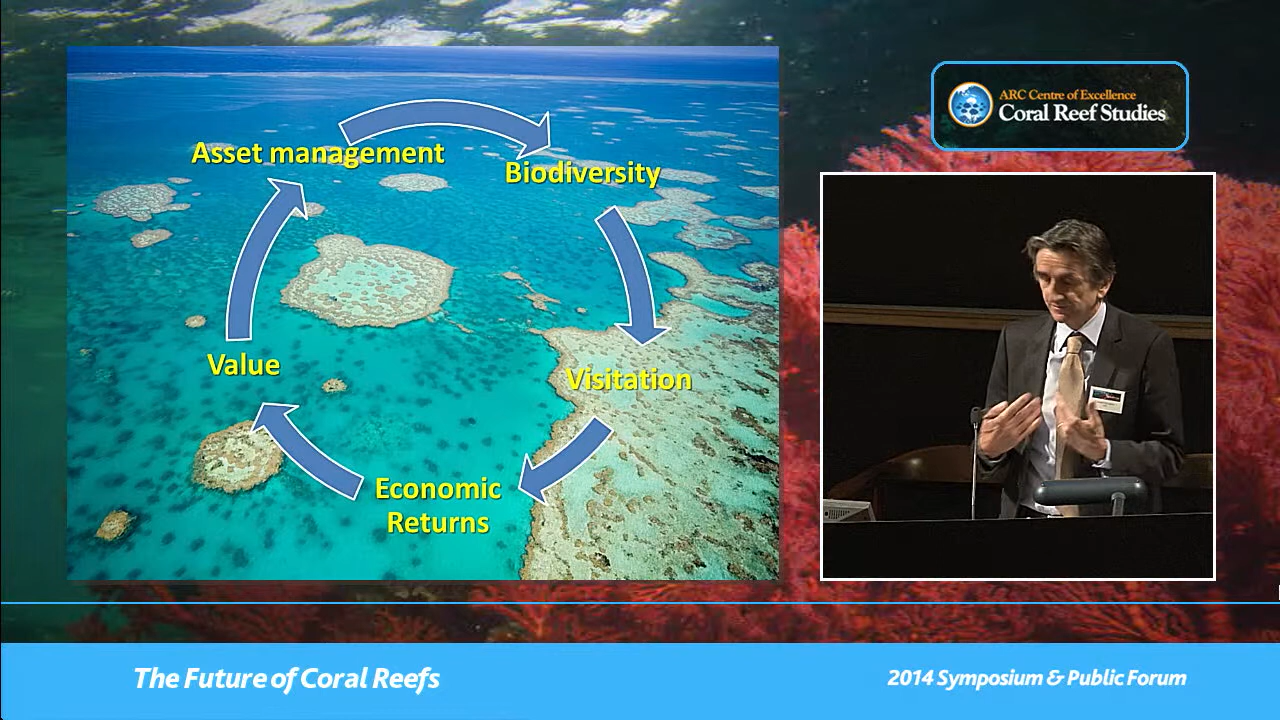 ARC Centre of Excellence
Coral Reef Studies
Asset management
Biodiversity
Value
Visitation
Economic
Returns
The Future of Coral Reefs
2014 Symposium & Public Forum